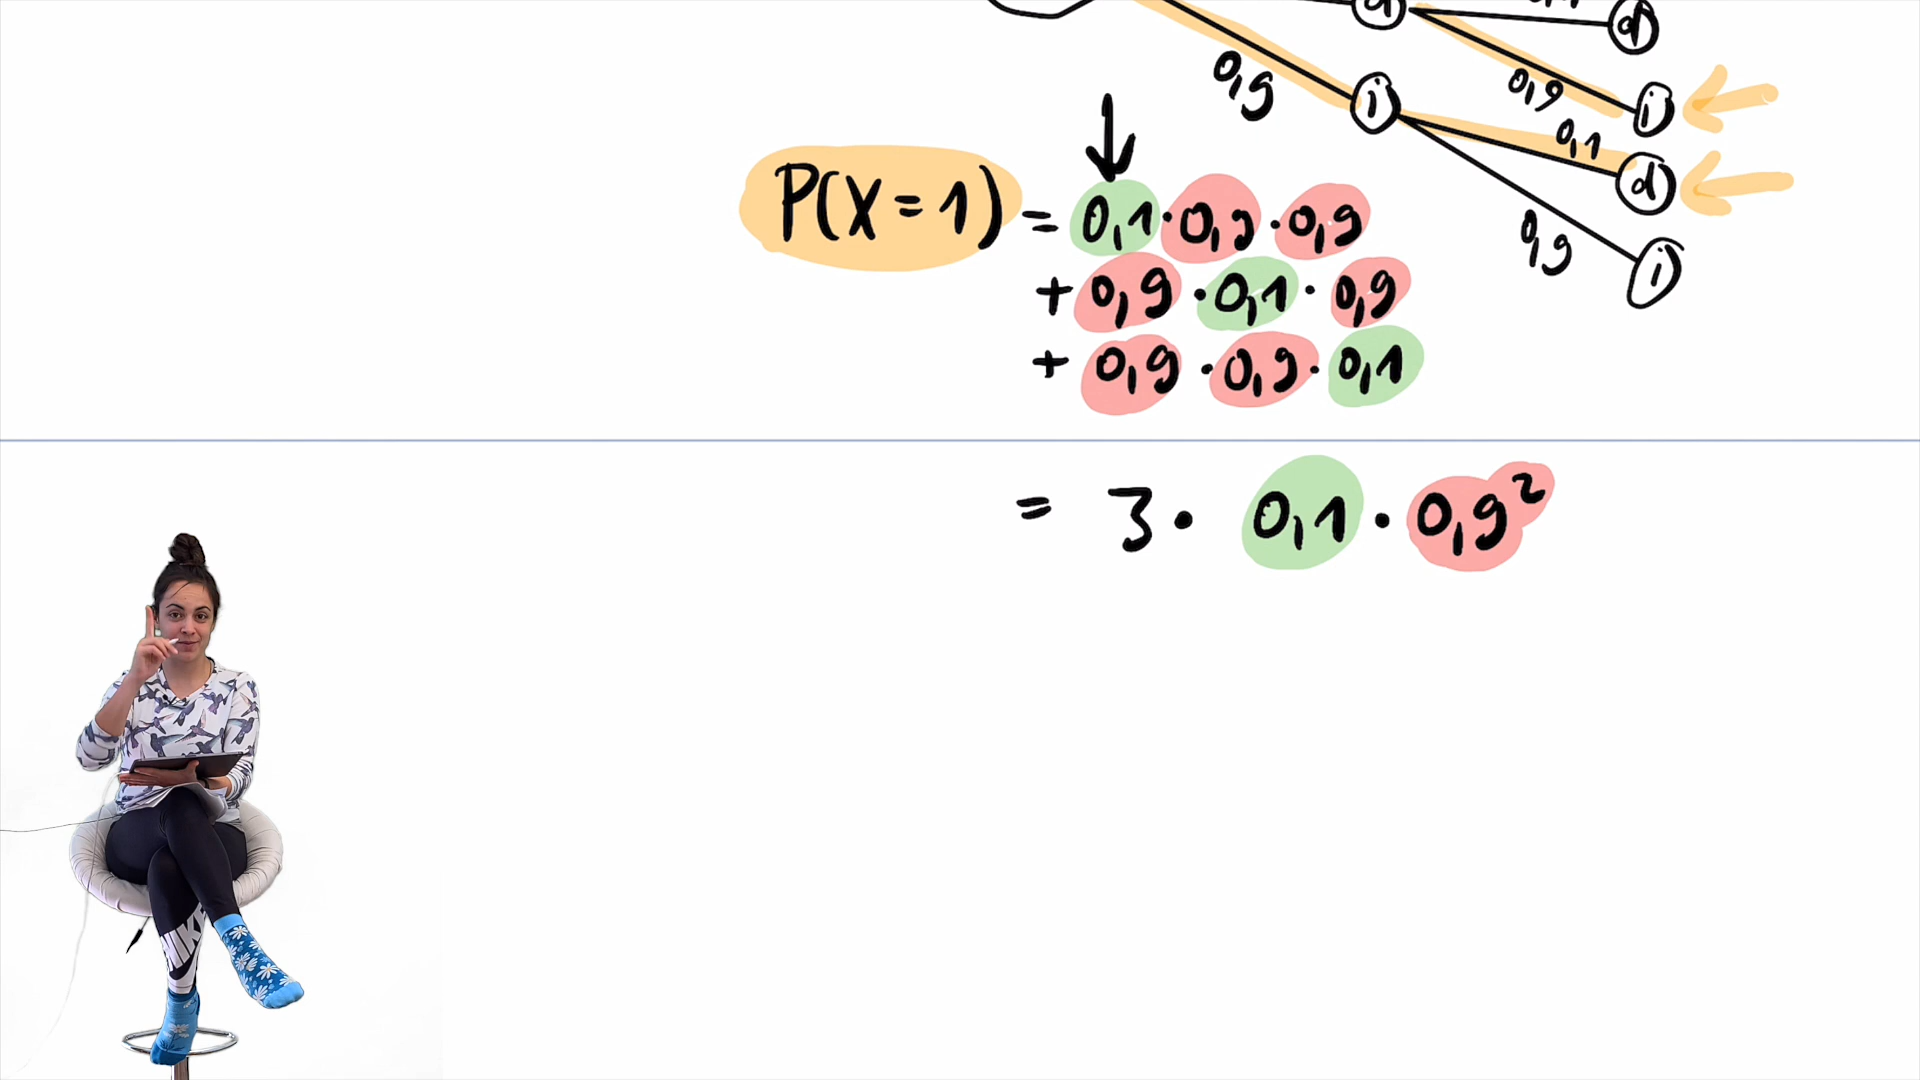 d
0,9
0,9
i
i
0,1
d
0,9
i
P(X=1) = 0,1·0,9·0,9
+ 0,9·0,1·0,9
+ 0,9·0,9·0,1
= 3· 0,1·0,9²
NIKE